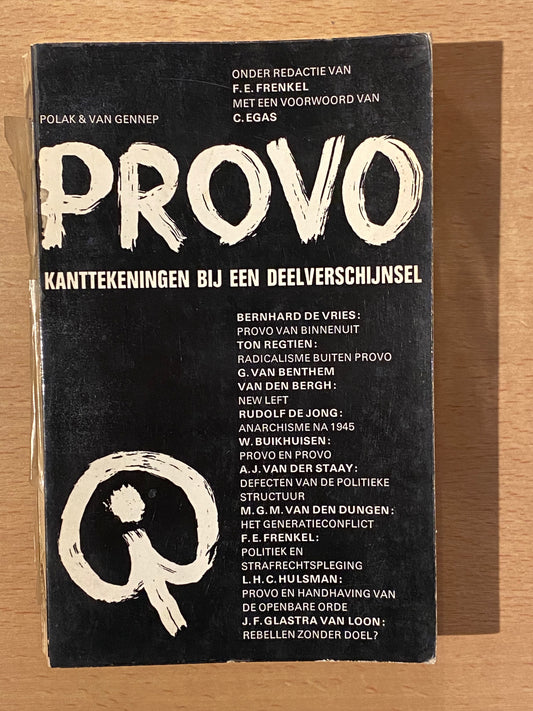 ONDER REDACTIE VAN
F. E. FRENKEL
MET EEN VOORWOORD VAN
C. EGAS
POLAK & VAN GENNEP
PROVO
KANTTEKENINGEN BIJ EEN DEELVERSCHIJNSEL
BERNHARD DE VRIES:
PROVO VAN BINNENUIT
TON REGTIEN:
RADICALISME BUITEN PROVO
G. VAN BENTHEM
VAN DEN BERGH:
NEW LEFT
RUDOLF DE JONG:
ANARCHISME NA 1945
W. BUIKHUISEN:
PROVO EN PROVO
A. J. VAN DER STAAY:
DEFECTEN VAN DE POLITIEKE
STRUCTUUR
M. G. M. VAN DEN DUNGEN:
HET GENERATIECONFLICT
F. E. FRENKEL:
POLITIEK EN
STRAFRECHTSPLEGING
L. H. C. HULSMAN:
PROVO EN HANDHAVING VAN
DE OPENBARE ORDE
J. F. GLASTRA VAN LOON:
REBELLEN ZONDER DOEL?